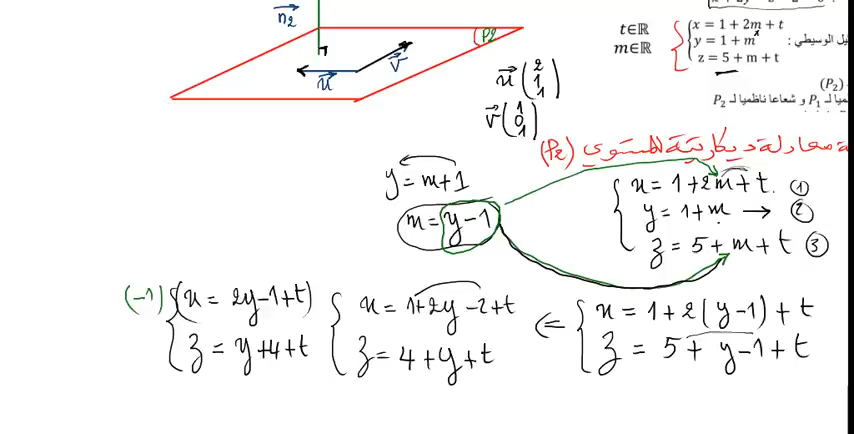 n₂
(P2
t∈ℝ
m∈ℝ
x = 1 + 2m + t
y = 1 + m
z = 5 + m + t
يل الوسيطي :
u
v
u (2 1 1)
v (1 0 1)
(P₂)
P₁ و شعاعا ناظميا لـ P₂
معادلة ديكارتية للمستوي (P₂)
y = m+1
m = y-1
x = 1+2m+t. ①
y = 1+m → ②
z = 5+m+t ③
(-1) (x = 2y-1+t)
z = y+4+t
x = 1+2y-2+t
z = 4+y+t
⇐ x = 1+2(y-1)+t
z = 5+y-1+t